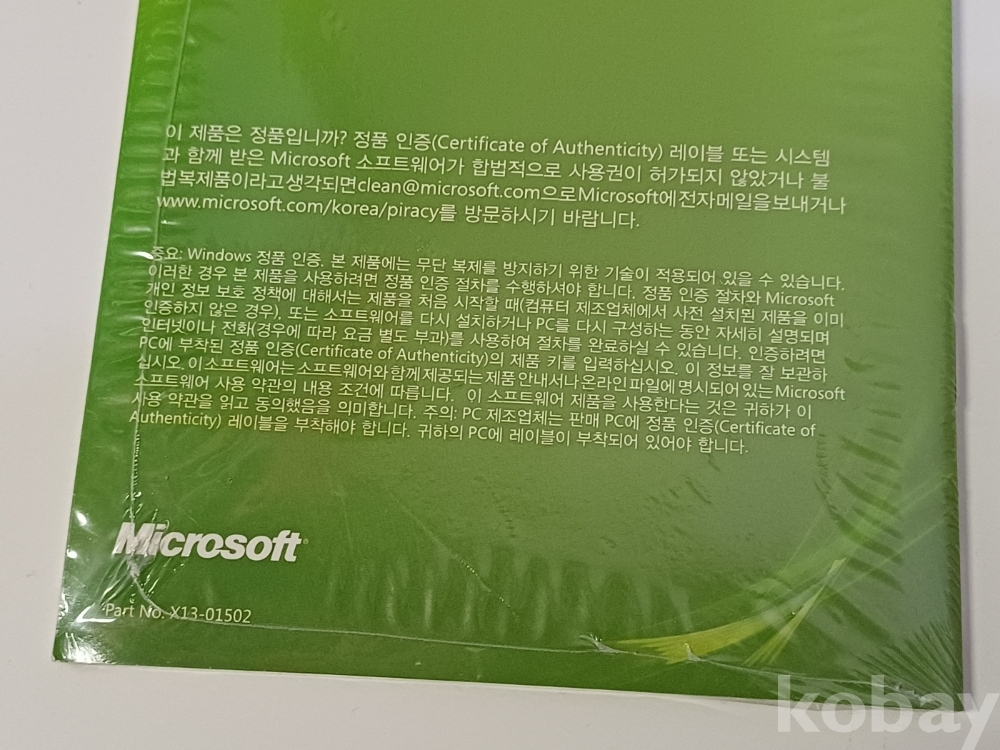 이 제품은 정품입니까? 정품 인증(Certificate of Authenticity) 레이블 또는 시스템
과 함께 받은 Microsoft 소프트웨어가 합법적으로 사용권이 허가되지 않았거나 불
법복제품이라고생각되면clean@microsoft.com으로Microsoft에전자메일을보내거나
www.microsoft.com/korea/piracy를 방문하시기 바랍니다.
중요: Windows 정품 인증. 본 제품에는 무단 복제를 방지하기 위한 기술이 적용되어 있을 수 있습니다.
이러한 경우 본 제품을 사용하려면 정품 인증 절차를 수행하셔야 합니다. 정품 인증 절차와 Microsoft
개인 정보 보호 정책에 대해서는 제품을 처음 시작할 때(컴퓨터 제조업체에서 사전 설치된 제품을 이미
인증하지 않은 경우), 또는 소프트웨어를 다시 설치하거나 PC를 다시 구성하는 동안 자세히 설명되며
인터넷이나 전화(경우에 따라 요금 별도 부과)를 사용하여 절차를 완료하실 수 있습니다. 인증하려면
PC에 부착된 정품 인증(Certificate of Authenticity)의 제품 키를 입력하십시오. 이 정보를 잘 보관하
십시오. 이소프트웨어는소프트웨어와함께제공되는제품안내서나온라인파일에명시되어있는Microsoft
소프트웨어 사용 약관의 내용 조건에 따릅니다. 이 소프트웨어 제품을 사용한다는 것은 귀하가 이
사용 약관을 읽고 동의했음을 의미합니다. 주의: PC 제조업체는 판매 PC에 정품 인증(Certificate of
Authenticity) 레이블을 부착해야 합니다. 귀하의 PC에 레이블이 부착되어 있어야 합니다.
Microsoft
Part No. X13-01502
kobay